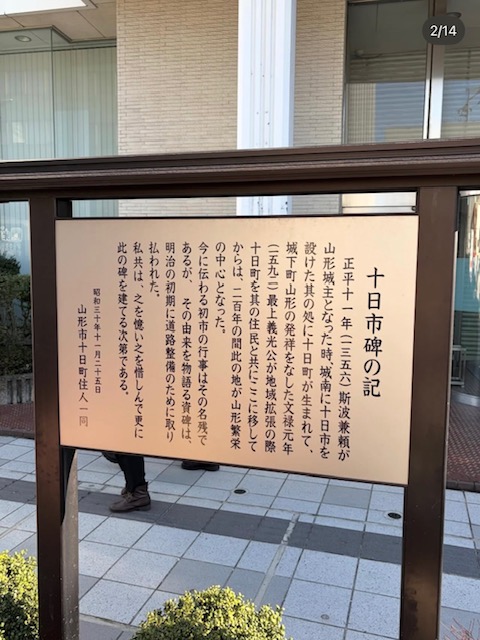 2/14
十日市碑の記
正平十一年(一三五六)斯波兼頼が
山形城主となった時、城南に十日市を
設けた其の処に十日町が生まれて、
城下町山形の発祥をなした文禄元年
(一五九二)最上義光公が地域拡張の際
十日町を其の住民と共にここに移して
からは、二百年の間此の地が山形繁栄
の中心となった。
今に伝わる初市の行事はその名残で
あるが、その由来を物語る資碑は、
明治の初期に道路整備のために取り
払われた。
私共は、之を憶い之を惜しんで更に
此の碑を建てる次第である。
昭和三十年十一月二十五日
山形市十日町住人一同